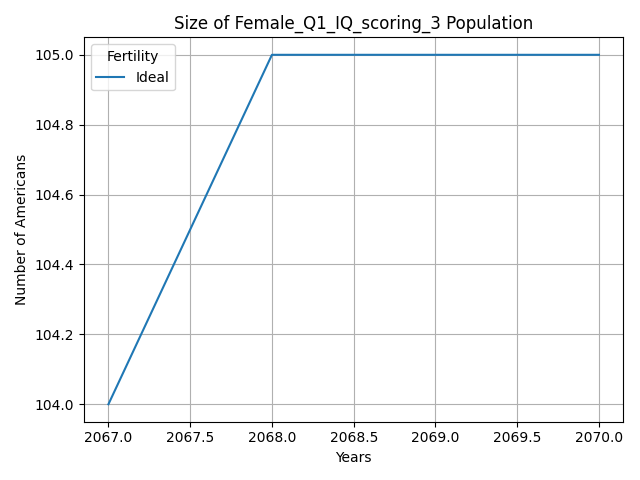 Size of Female_Q1_IQ_scoring_3 Population
Fertility
Ideal
Number of Americans
105.0
104.8
104.6
104.4
104.2
104.0
2067.0 2067.5 2068.0 2068.5 2069.0 2069.5 2070.0
Years